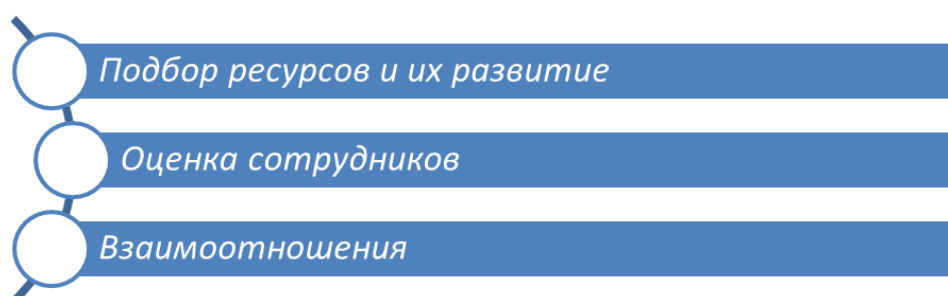 Подбор ресурсов и их развитие
Оценка сотрудников
Взаимоотношения